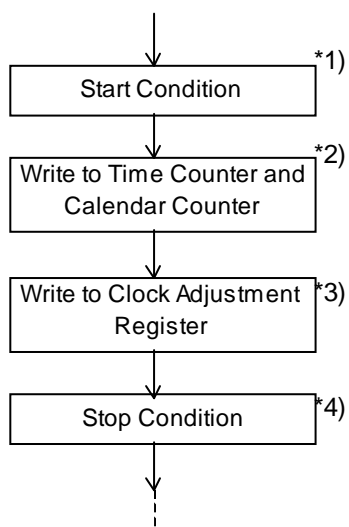 *1)
Start Condition
*2)
Write to Time Counter and
Calendar Counter
Write to Clock Adjustment
*3)
Register
*4)
Stop Condition